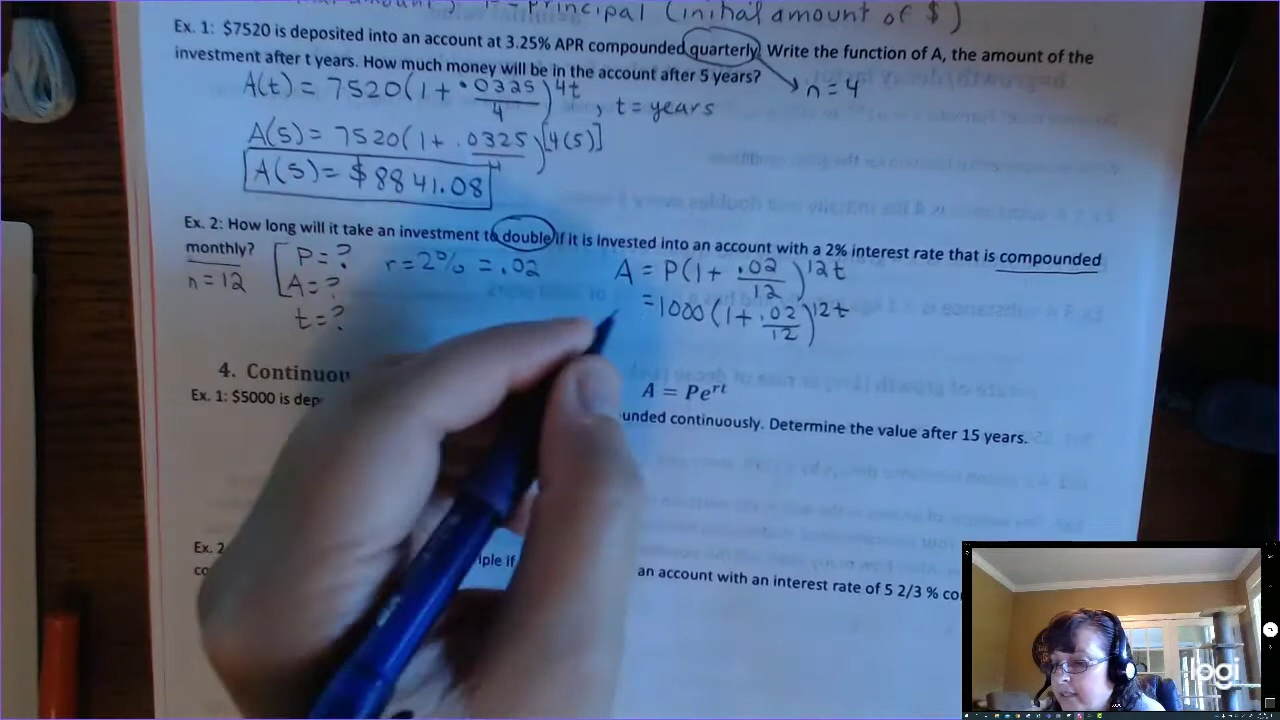 Principal (initial amount of $)
Ex. 1: $7520 is deposited into an account at 3.25% APR compounded quarterly. Write the function of A, the amount of the
investment after t years. How much money will be in the account after 5 years?
n = 4
A(t) = 7520(1 + .0325/4)^4t , t = years
A(5) = 7520(1 + .0325/4)^[4(5)]
A(5) = $8841.08
Ex. 2: How long will it take an investment to double if it is invested into an account with a 2% interest rate that is compounded
monthly?
n = 12
P = ?
A = ?
t = ?
r = 2% = .02
A = P(1 + .02/12)^12t
= 1000(1 + .02/12)^12t
4. Continuou
A = Pe^rt
Ex. 1: $5000 is dep
unded continuously. Determine the value after 15 years.
Ex. 2
iple if
an account with an interest rate of 5 2/3 % co
co
logi